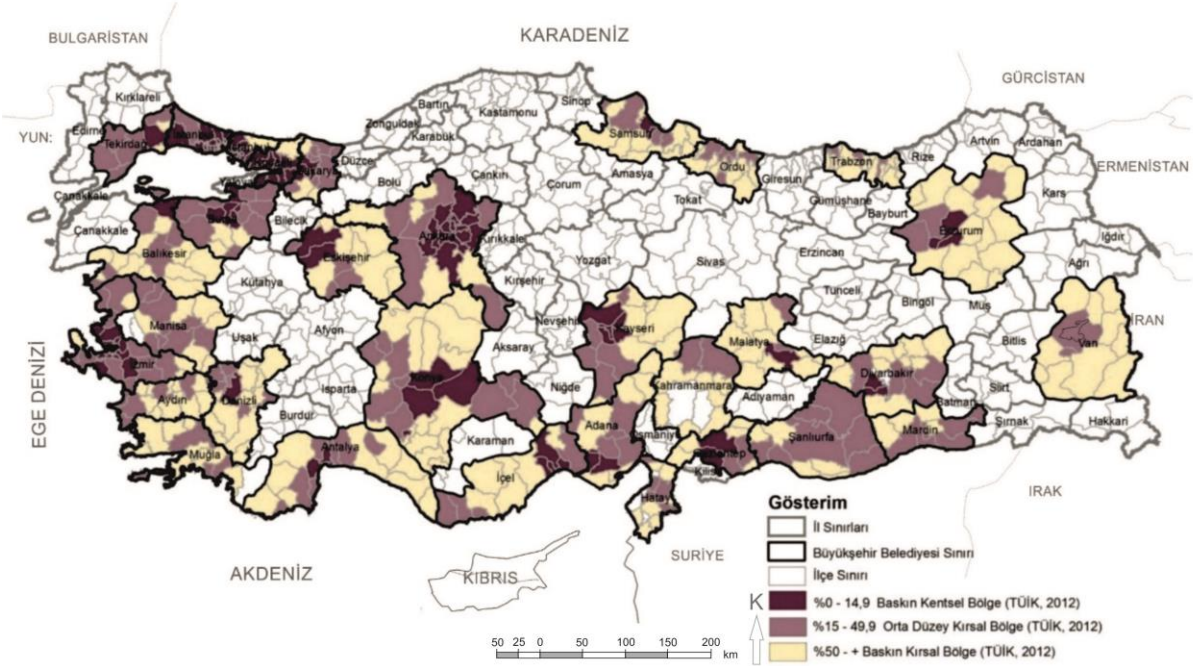 BULGARİSTAN
KARADENİZ
GÜRCİSTAN
YUN:
ERMENİSTAN
İRAN
IRAK
SURİYE
KIBRIS
AKDENİZ
EGE DENİZİ
Kırklareli
Edirne
Tekirdağ
İstanbul
Yalova
Çanakkale
Çanakkale
Balıkesir
Bursa
Bilecik
Düzce
Bolu
Zonguldak
Bartın
Karabük
Kastamonu
Sinop
Çankırı
Samsun
Ordu
Giresun
Trabzon
Rize
Artvin
Ardahan
Kars
Iğdır
Ağrı
Erzurum
Bayburt
Gümüşhane
Amasya
Çorum
Tokat
Kırıkkale
Ankara
Eskişehir
Kütahya
Manisa
Uşak
Afyon
İzmir
Aydın
Denizli
Muğla
Burdur
Isparta
Antalya
Konya
Karaman
Aksaray
Niğde
Nevşehir
Kırşehir
Yozgat
Sivas
Kayseri
Erzincan
Tunceli
Bingöl
Muş
Bitlis
Van
Elazığ
Malatya
Kahramanmara
Adıyaman
Diyarbakır
Batman
Siirt
Şırnak
Hakkari
Mardin
Şanlıurfa
Kilis
Adana
İçel
Hatay
Gösterim
İl Sınırları
Büyükşehir Belediyesi Sınırı
İlçe Sınırı
%0 - 14,9 Baskın Kentsel Bölge (TÜİK, 2012)
%15 - 49,9 Orta Düzey Kırsal Bölge (TÜİK, 2012)
%50 - + Baskın Kırsal Bölge (TÜİK, 2012)
K
50 25 0 50 100 150 200
km